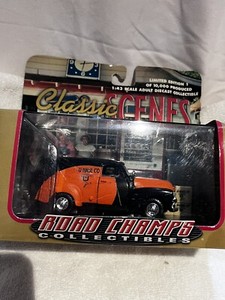 LIMITED EDITION 1
OF 10,000 PRODUCED
1:43 SCALE ADULT DIECAST COLLECTIBLE
Classic SCENES
ROAD CHAMPS
COLLECTIBLES